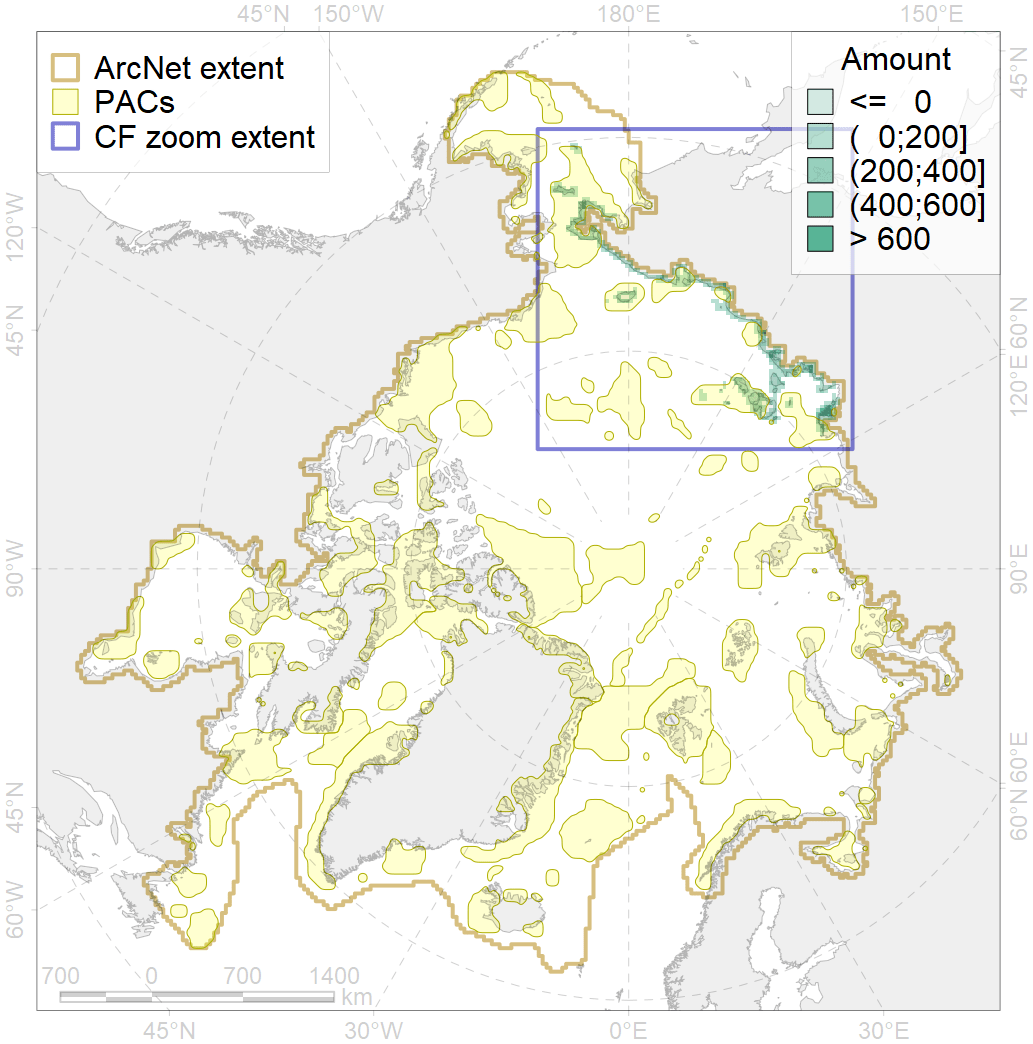 45°N 150°W 180°E 150°E
ArcNet extent
PACs
CF zoom extent
Amount
<= 0
( 0;200]
(200;400]
(400;600]
> 600
45°N
120°W
45°N
90°W
45°N
60°W
60°N
120°E
90°E
60°E
60°N
700 0 700 1400
km
45°N 30°W 0°E 30°E